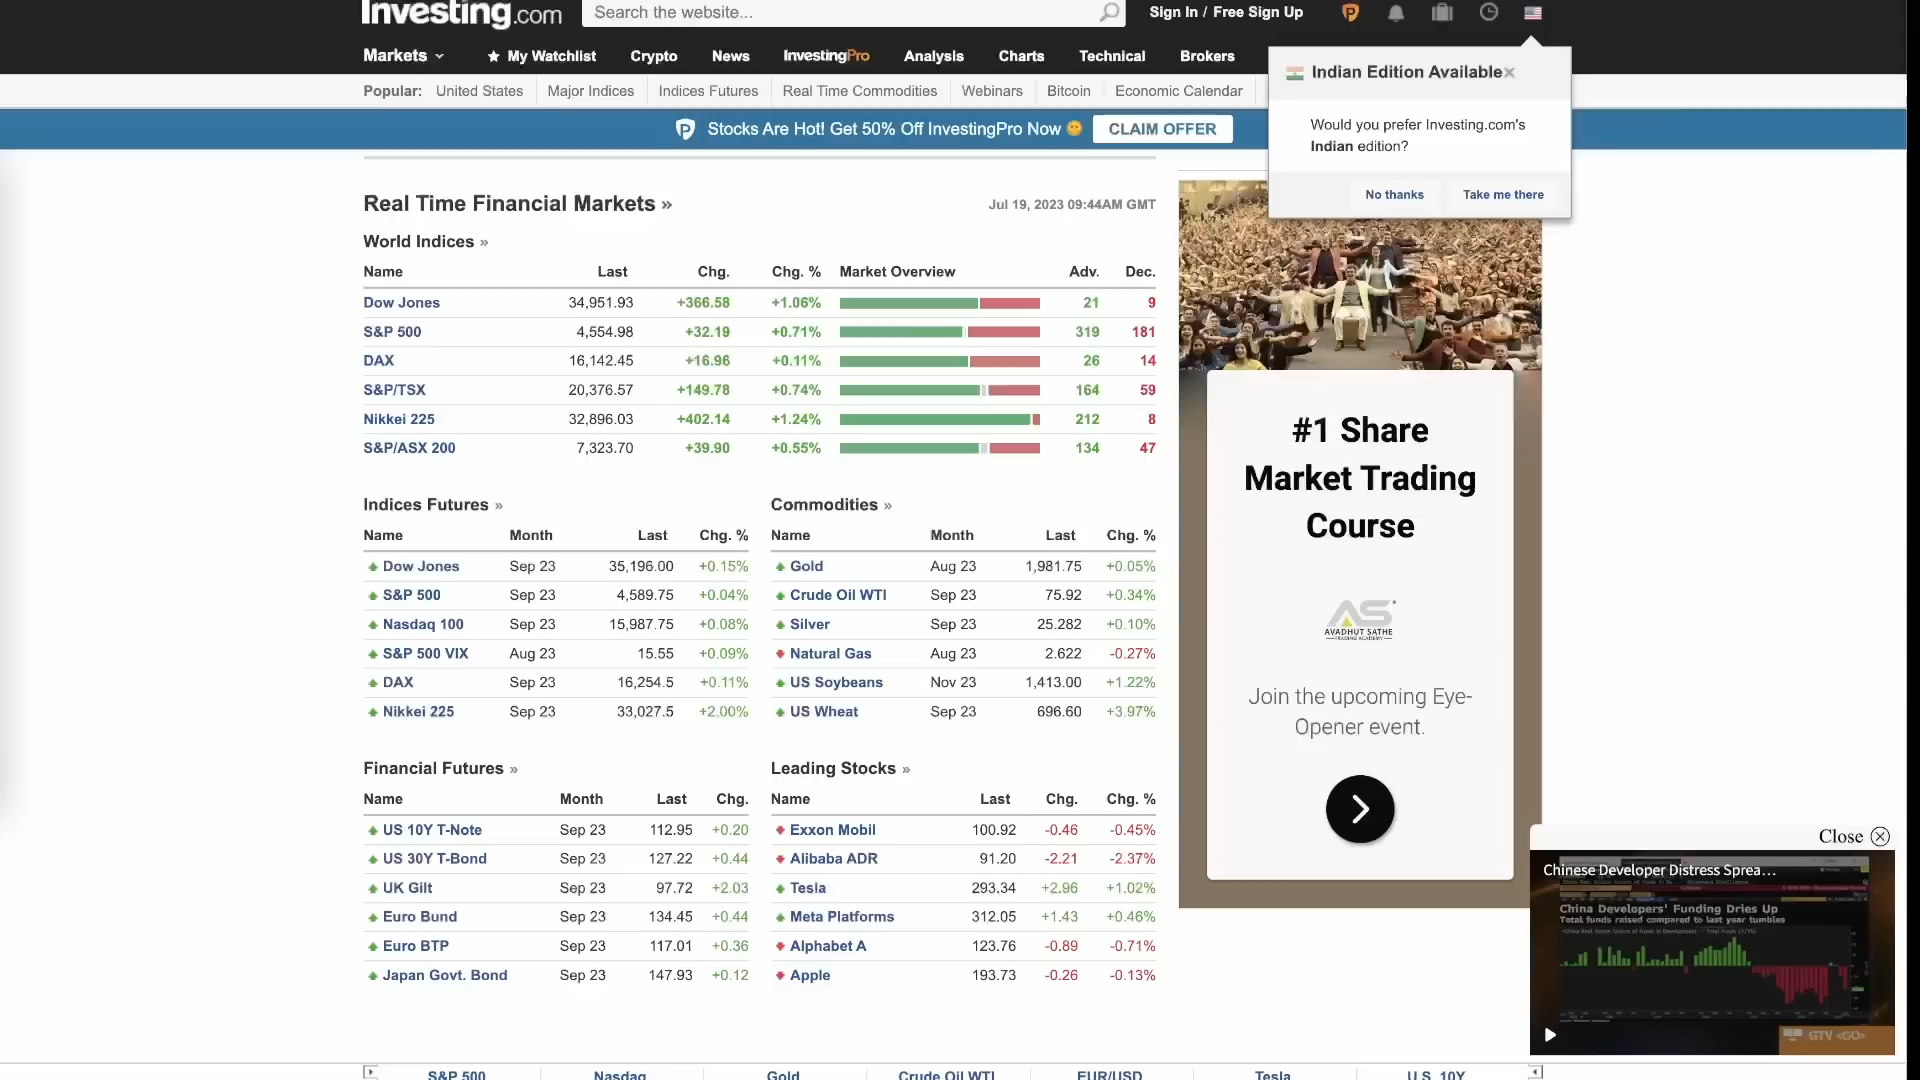 Investing.com
Search the website...
Sign In / Free Sign Up
Markets
My Watchlist
Crypto
News
InvestingPro
Analysis
Charts
Technical
Brokers
Popular:
United States
Major Indices
Indices Futures
Real Time Commodities
Webinars
Bitcoin
Economic Calendar
Stocks Are Hot! Get 50% Off InvestingPro Now
CLAIM OFFER
Indian Edition Available
Would you prefer Investing.com's
Indian edition?
No thanks
Take me there
Real Time Financial Markets »
Jul 19, 2023 09:44AM GMT
World Indices »
Name Last Chg. Chg. % Market Overview Adv. Dec.
Dow Jones 34,951.93 +366.58 +1.06% 21 9
S&P 500 4,554.98 +32.19 +0.71% 319 181
DAX 16,142.45 +16.96 +0.11% 26 14
S&P/TSX 20,376.57 +149.78 +0.74% 164 59
Nikkei 225 32,896.03 +402.14 +1.24% 212 8
S&P/ASX 200 7,323.70 +39.90 +0.55% 134 47
Indices Futures »
Name Month Last Chg. %
Dow Jones Sep 23 35,196.00 +0.15%
S&P 500 Sep 23 4,589.75 +0.04%
Nasdaq 100 Sep 23 15,987.75 +0.08%
S&P 500 VIX Aug 23 15.55 +0.09%
DAX Sep 23 16,254.5 +0.11%
Nikkei 225 Sep 23 33,027.5 +2.00%
Commodities »
Name Month Last Chg. %
Gold Aug 23 1,981.75 +0.05%
Crude Oil WTI Sep 23 75.92 +0.34%
Silver Sep 23 25.282 +0.10%
Natural Gas Aug 23 2.622 -0.27%
US Soybeans Nov 23 1,413.00 +1.22%
US Wheat Sep 23 696.60 +3.97%
Financial Futures »
Name Month Last Chg.
US 10Y T-Note Sep 23 112.95 +0.20
US 30Y T-Bond Sep 23 127.22 +0.44
UK Gilt Sep 23 97.72 +2.03
Euro Bund Sep 23 134.45 +0.44
Euro BTP Sep 23 117.01 +0.36
Japan Govt. Bond Sep 23 147.93 +0.12
Leading Stocks »
Name Last Chg. Chg. %
Exxon Mobil 100.92 -0.46 -0.45%
Alibaba ADR 91.20 -2.21 -2.37%
Tesla 293.34 +2.96 +1.02%
Meta Platforms 312.05 +1.43 +0.46%
Alphabet A 123.76 -0.89 -0.71%
Apple 193.73 -0.26 -0.13%
#1 Share
Market Trading
Course
AS
AVADHUT SATHE
TRADING ACADEMY
Join the upcoming Eye-
Opener event.
Close
Chinese Developer Distress Sprea...
China Developers' Funding Dries Up
Total funds raised compared to last year tumbles
GTV <GO>
S&P 500
Nasdaq
Gold
Crude Oil WTI
EUR/USD
Tesla
U.S. 10Y